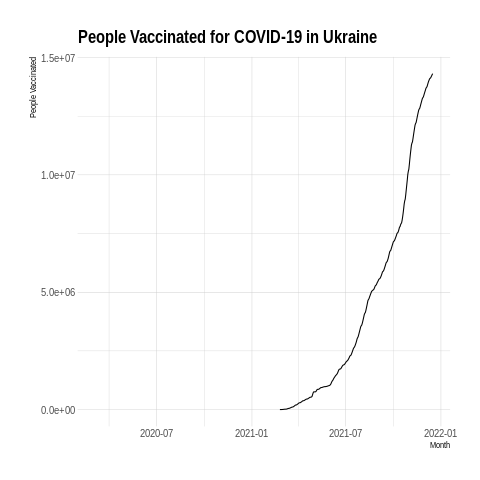 People Vaccinated for COVID-19 in Ukraine
People Vaccinated
1.5e+07
1.0e+07
5.0e+06
0.0e+00
2020-07
2021-01
2021-07
2022-01
Month